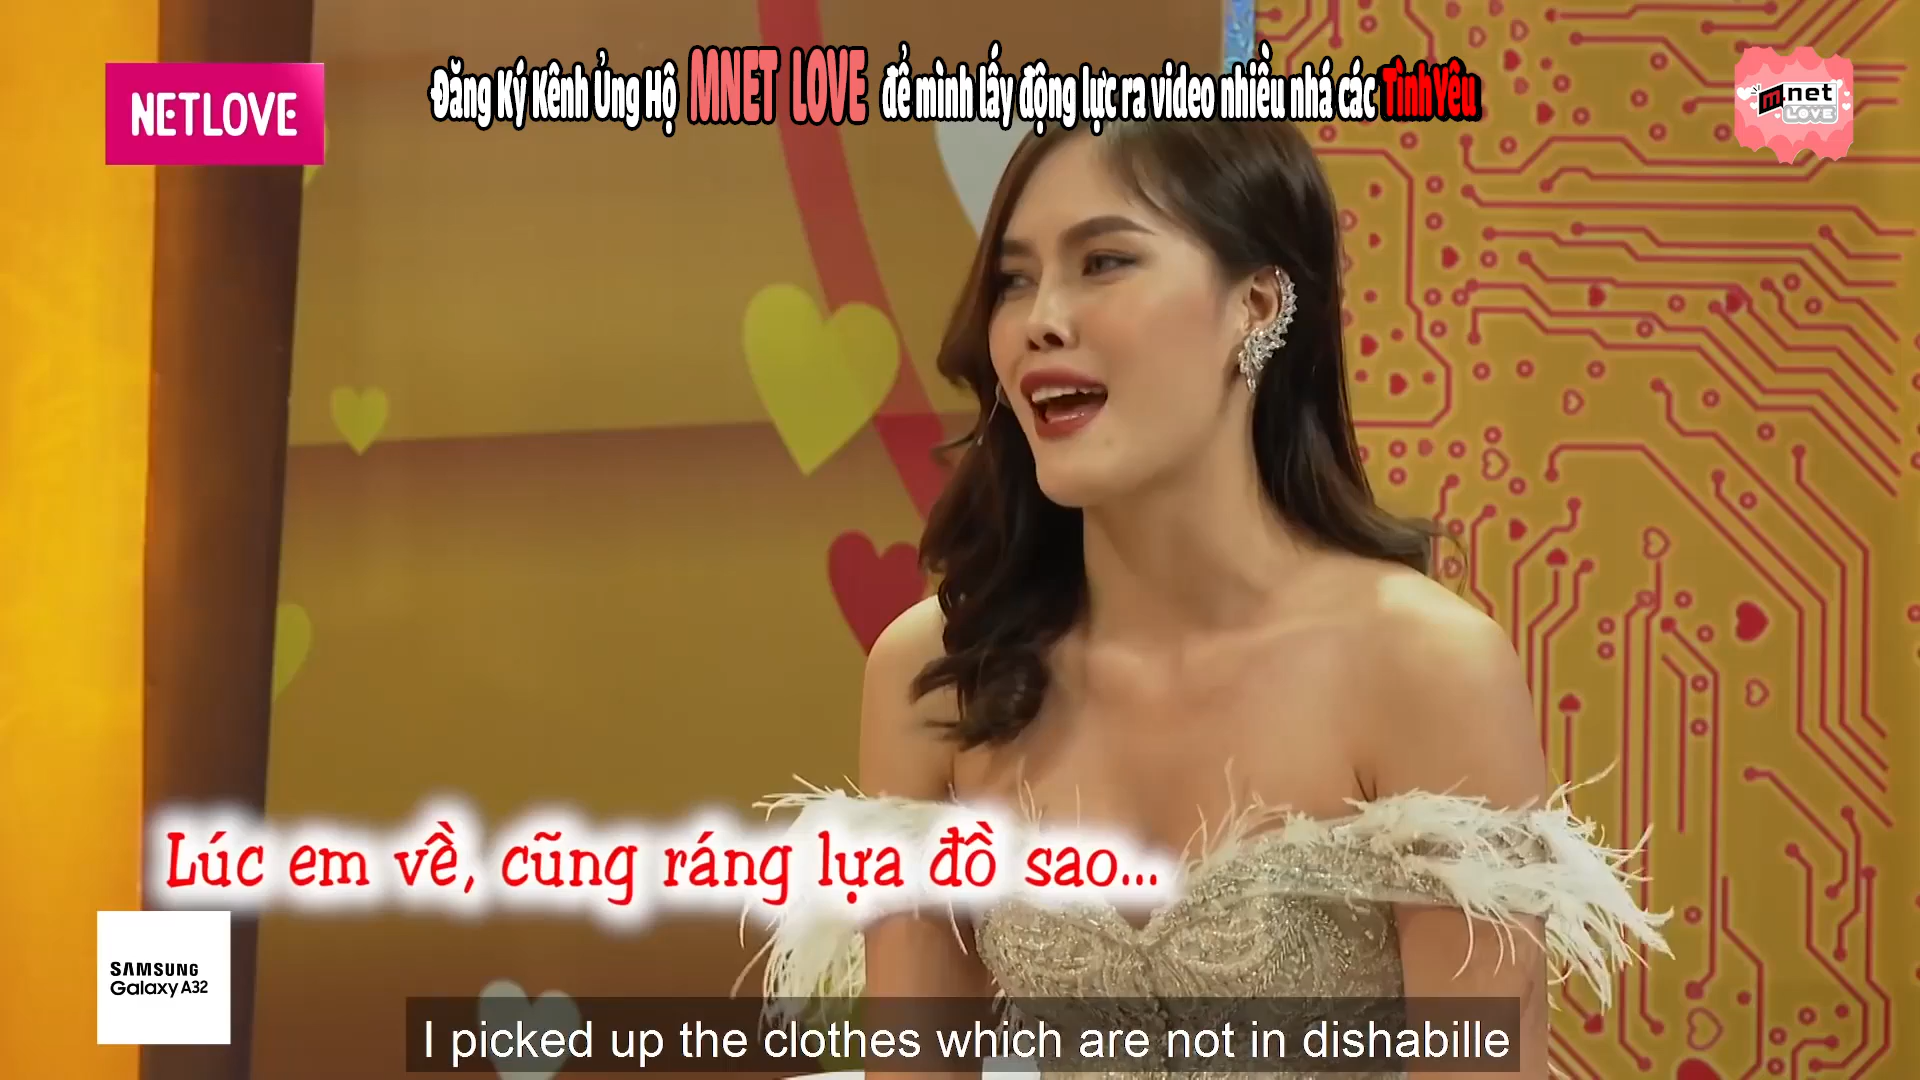 NETLOVE
Đăng Ký Kênh Ủng Hộ MNET LOVE để mình lấy động lực ra video nhiều nhá các Tình Yêu
m.net
LOVE
Lúc em về, cũng ráng lựa đồ sao...
SAMSUNG
Galaxy A32
I picked up the clothes which are not in dishabille